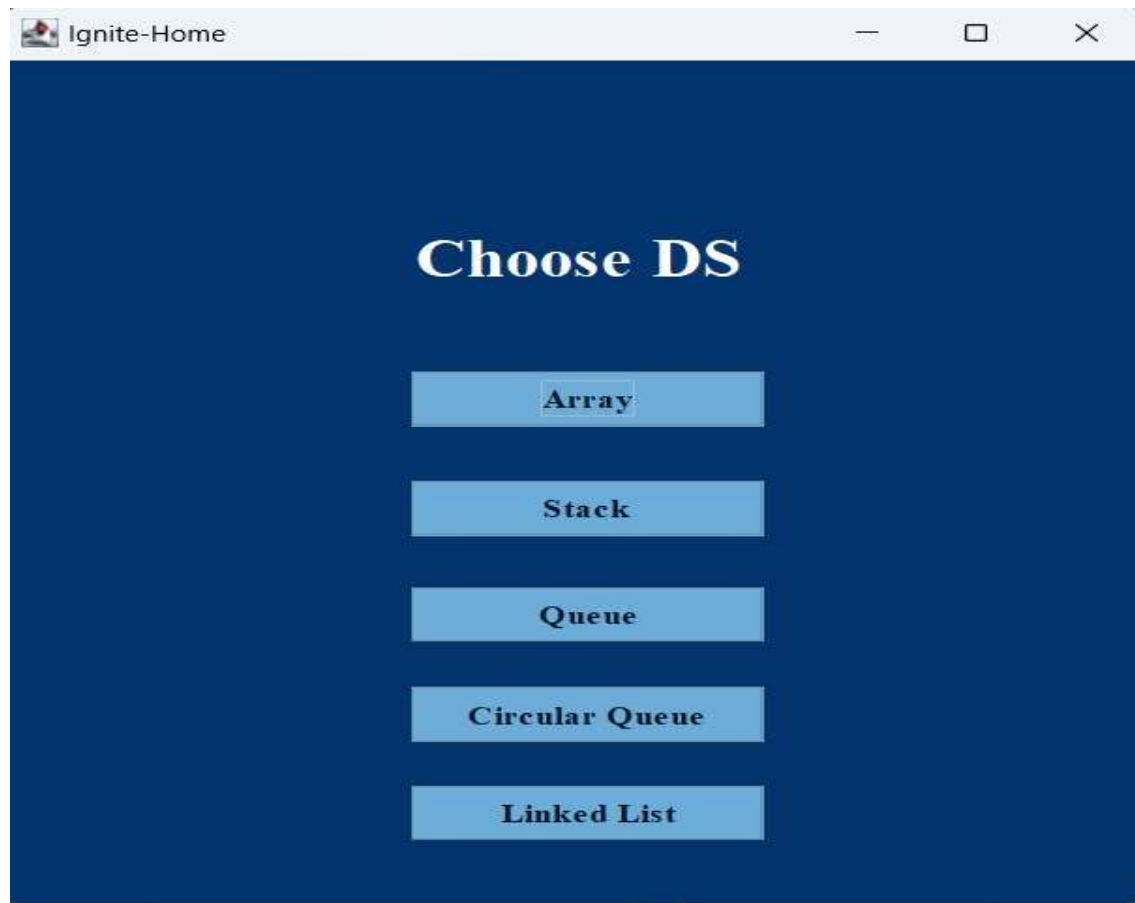 Ignite-Home
Choose DS
Array
Stack
Queue
Circular Queue
Linked List